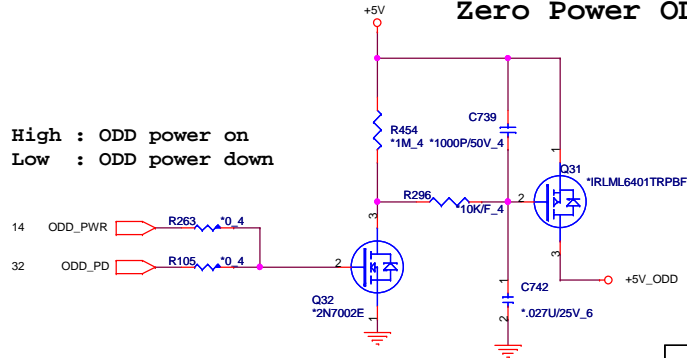 Zero Power OD
+5V
High : ODD power on
Low : ODD power down
R454
*1M_4
C739
*1000P/50V_4
1
Q31
*IRLML6401TRPBF
2
3
R296
*10K/F_4
14 ODD_PWR
R263 *0_4
32 ODD_PD
R105 *0_4
3
2
1
Q32
*2N7002E
1
C742
*.027U/25V_6
2
+5V_ODD